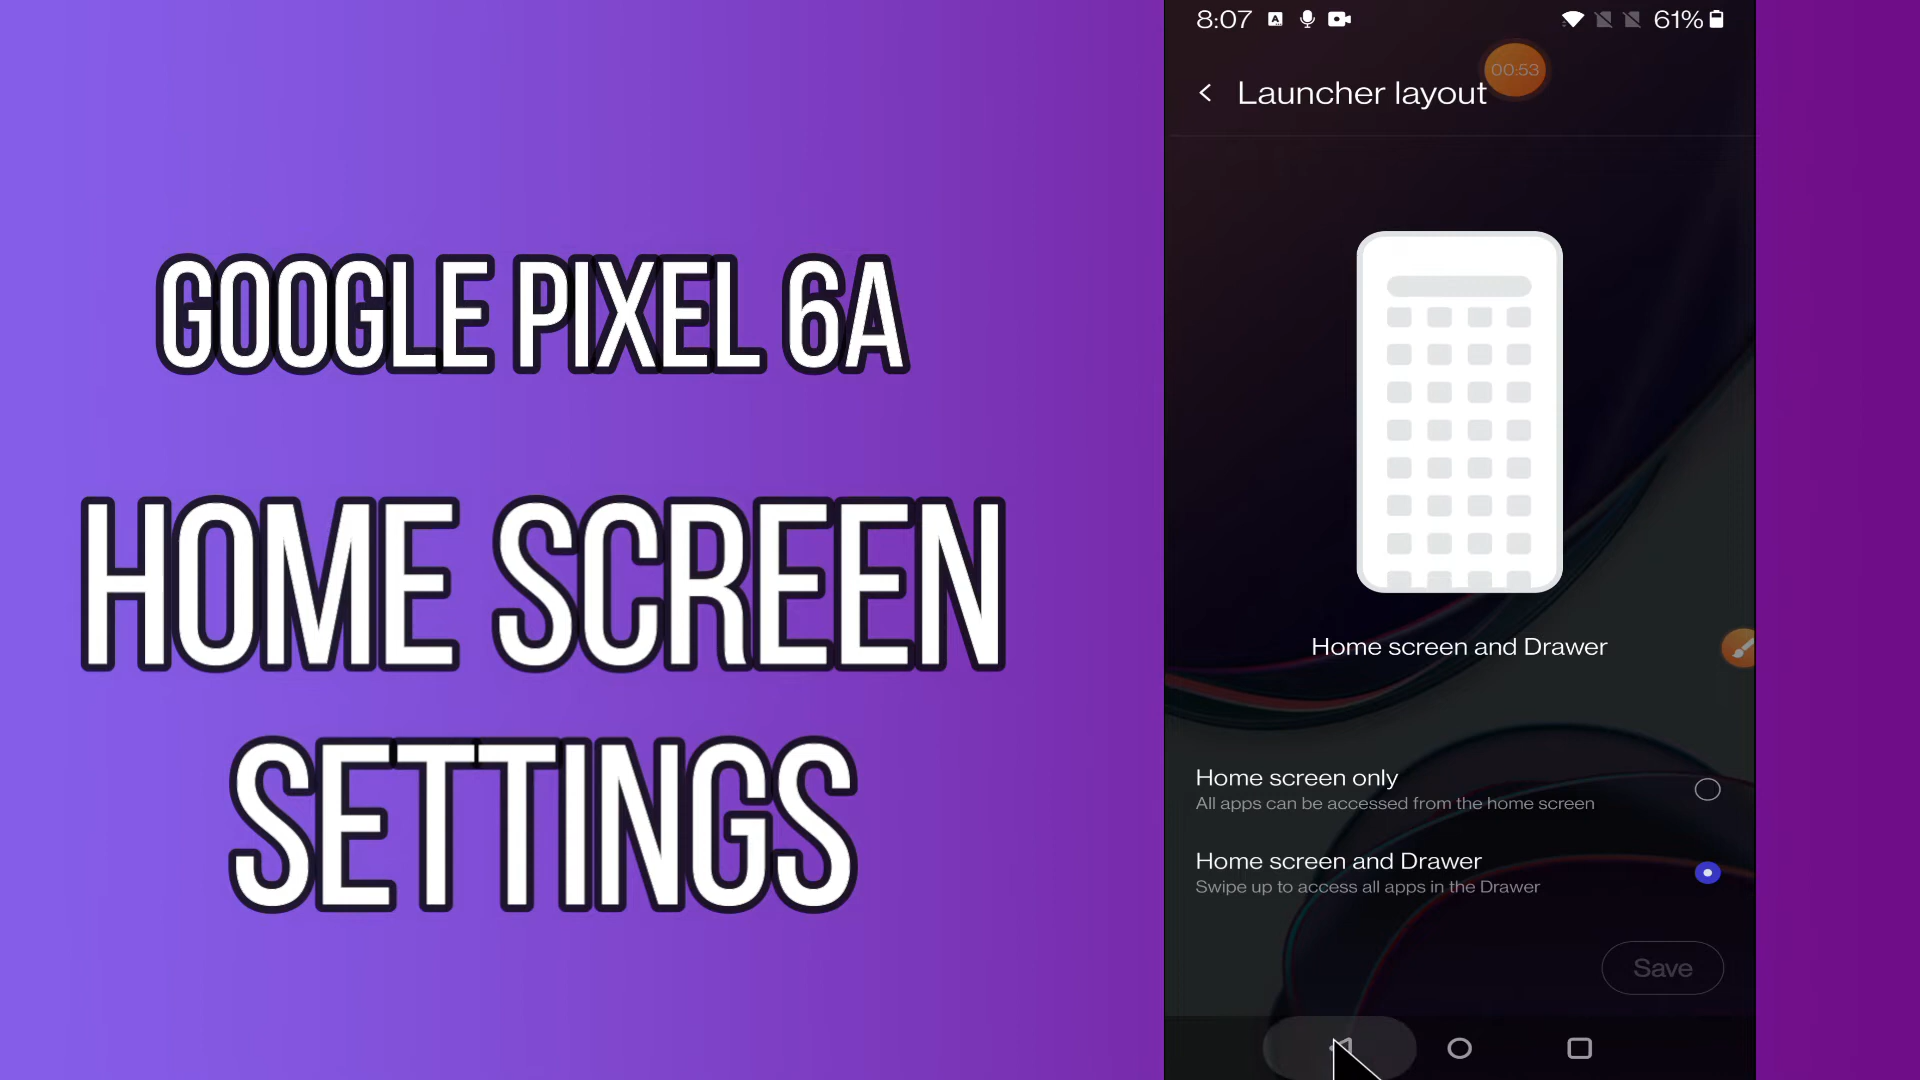 GOOGLE PIXEL 6A
HOME SCREEN
SETTINGS
8:07
61%
00:53
Launcher layout
Home screen and Drawer
Home screen only
All apps can be accessed from the home screen
Home screen and Drawer
Swipe up to access all apps in the Drawer
Save